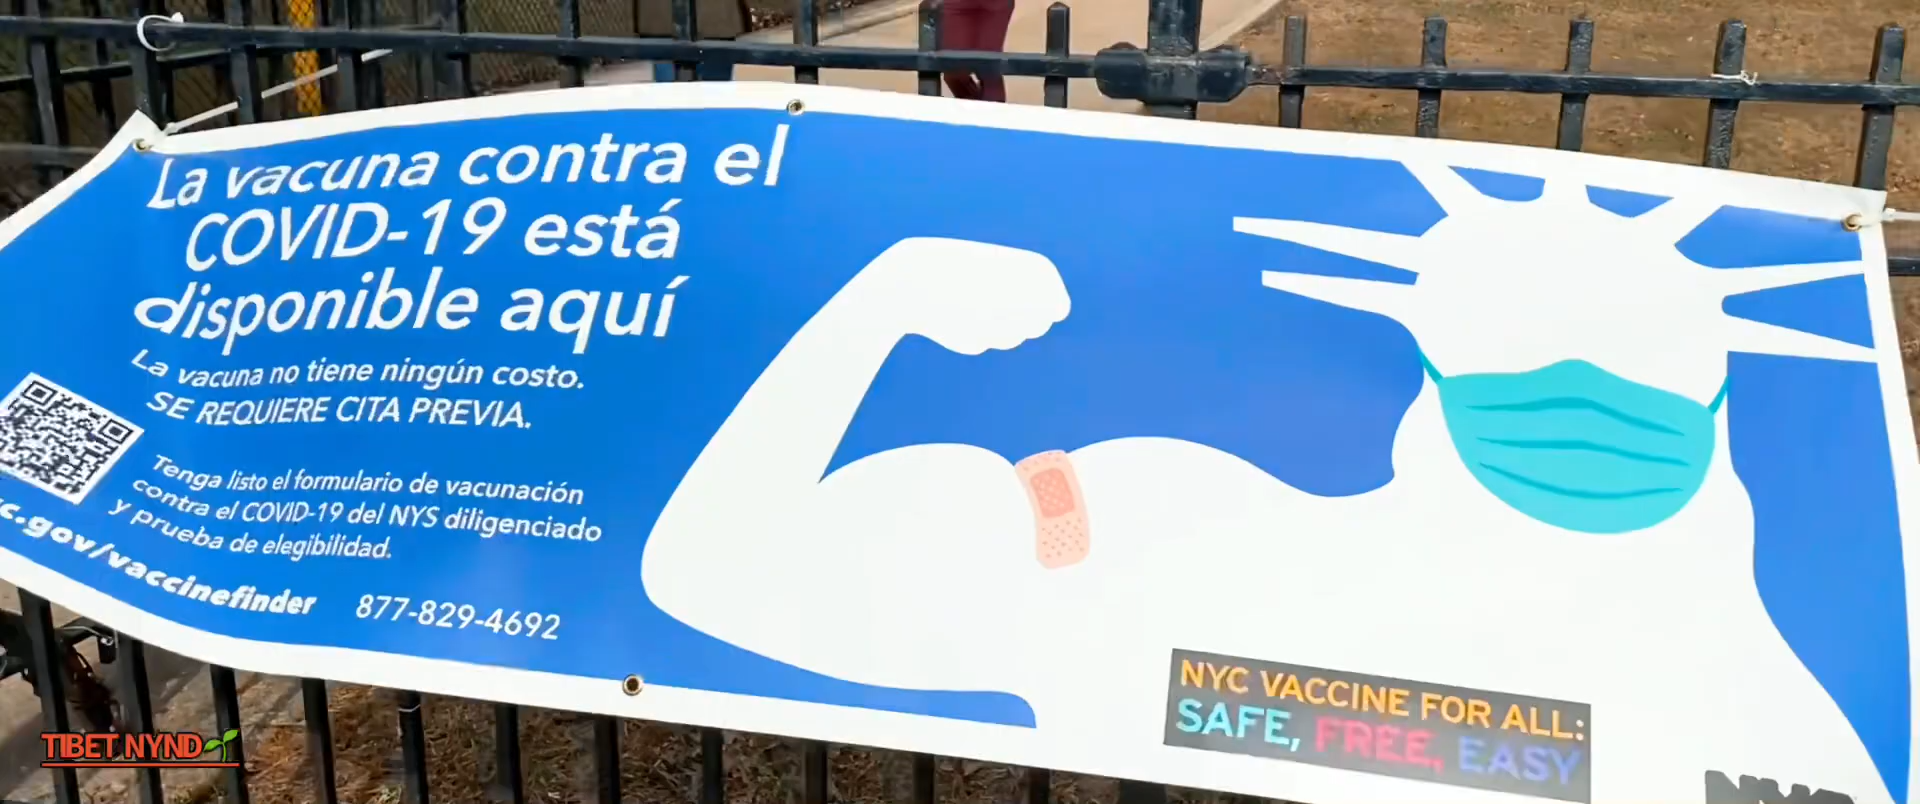 La vacuna contra el
COVID-19 está
disponible aquí
La vacuna no tiene ningún costo.
SE REQUIERE CITA PREVIA.
Tenga listo el formulario de vacunación
contra el COVID-19 del NYS diligenciado
y prueba de elegibilidad.
c.gov/vaccinefinder 877-829-4692
NYC VACCINE FOR ALL:
SAFE, FREE, EASY
TIBET NYND